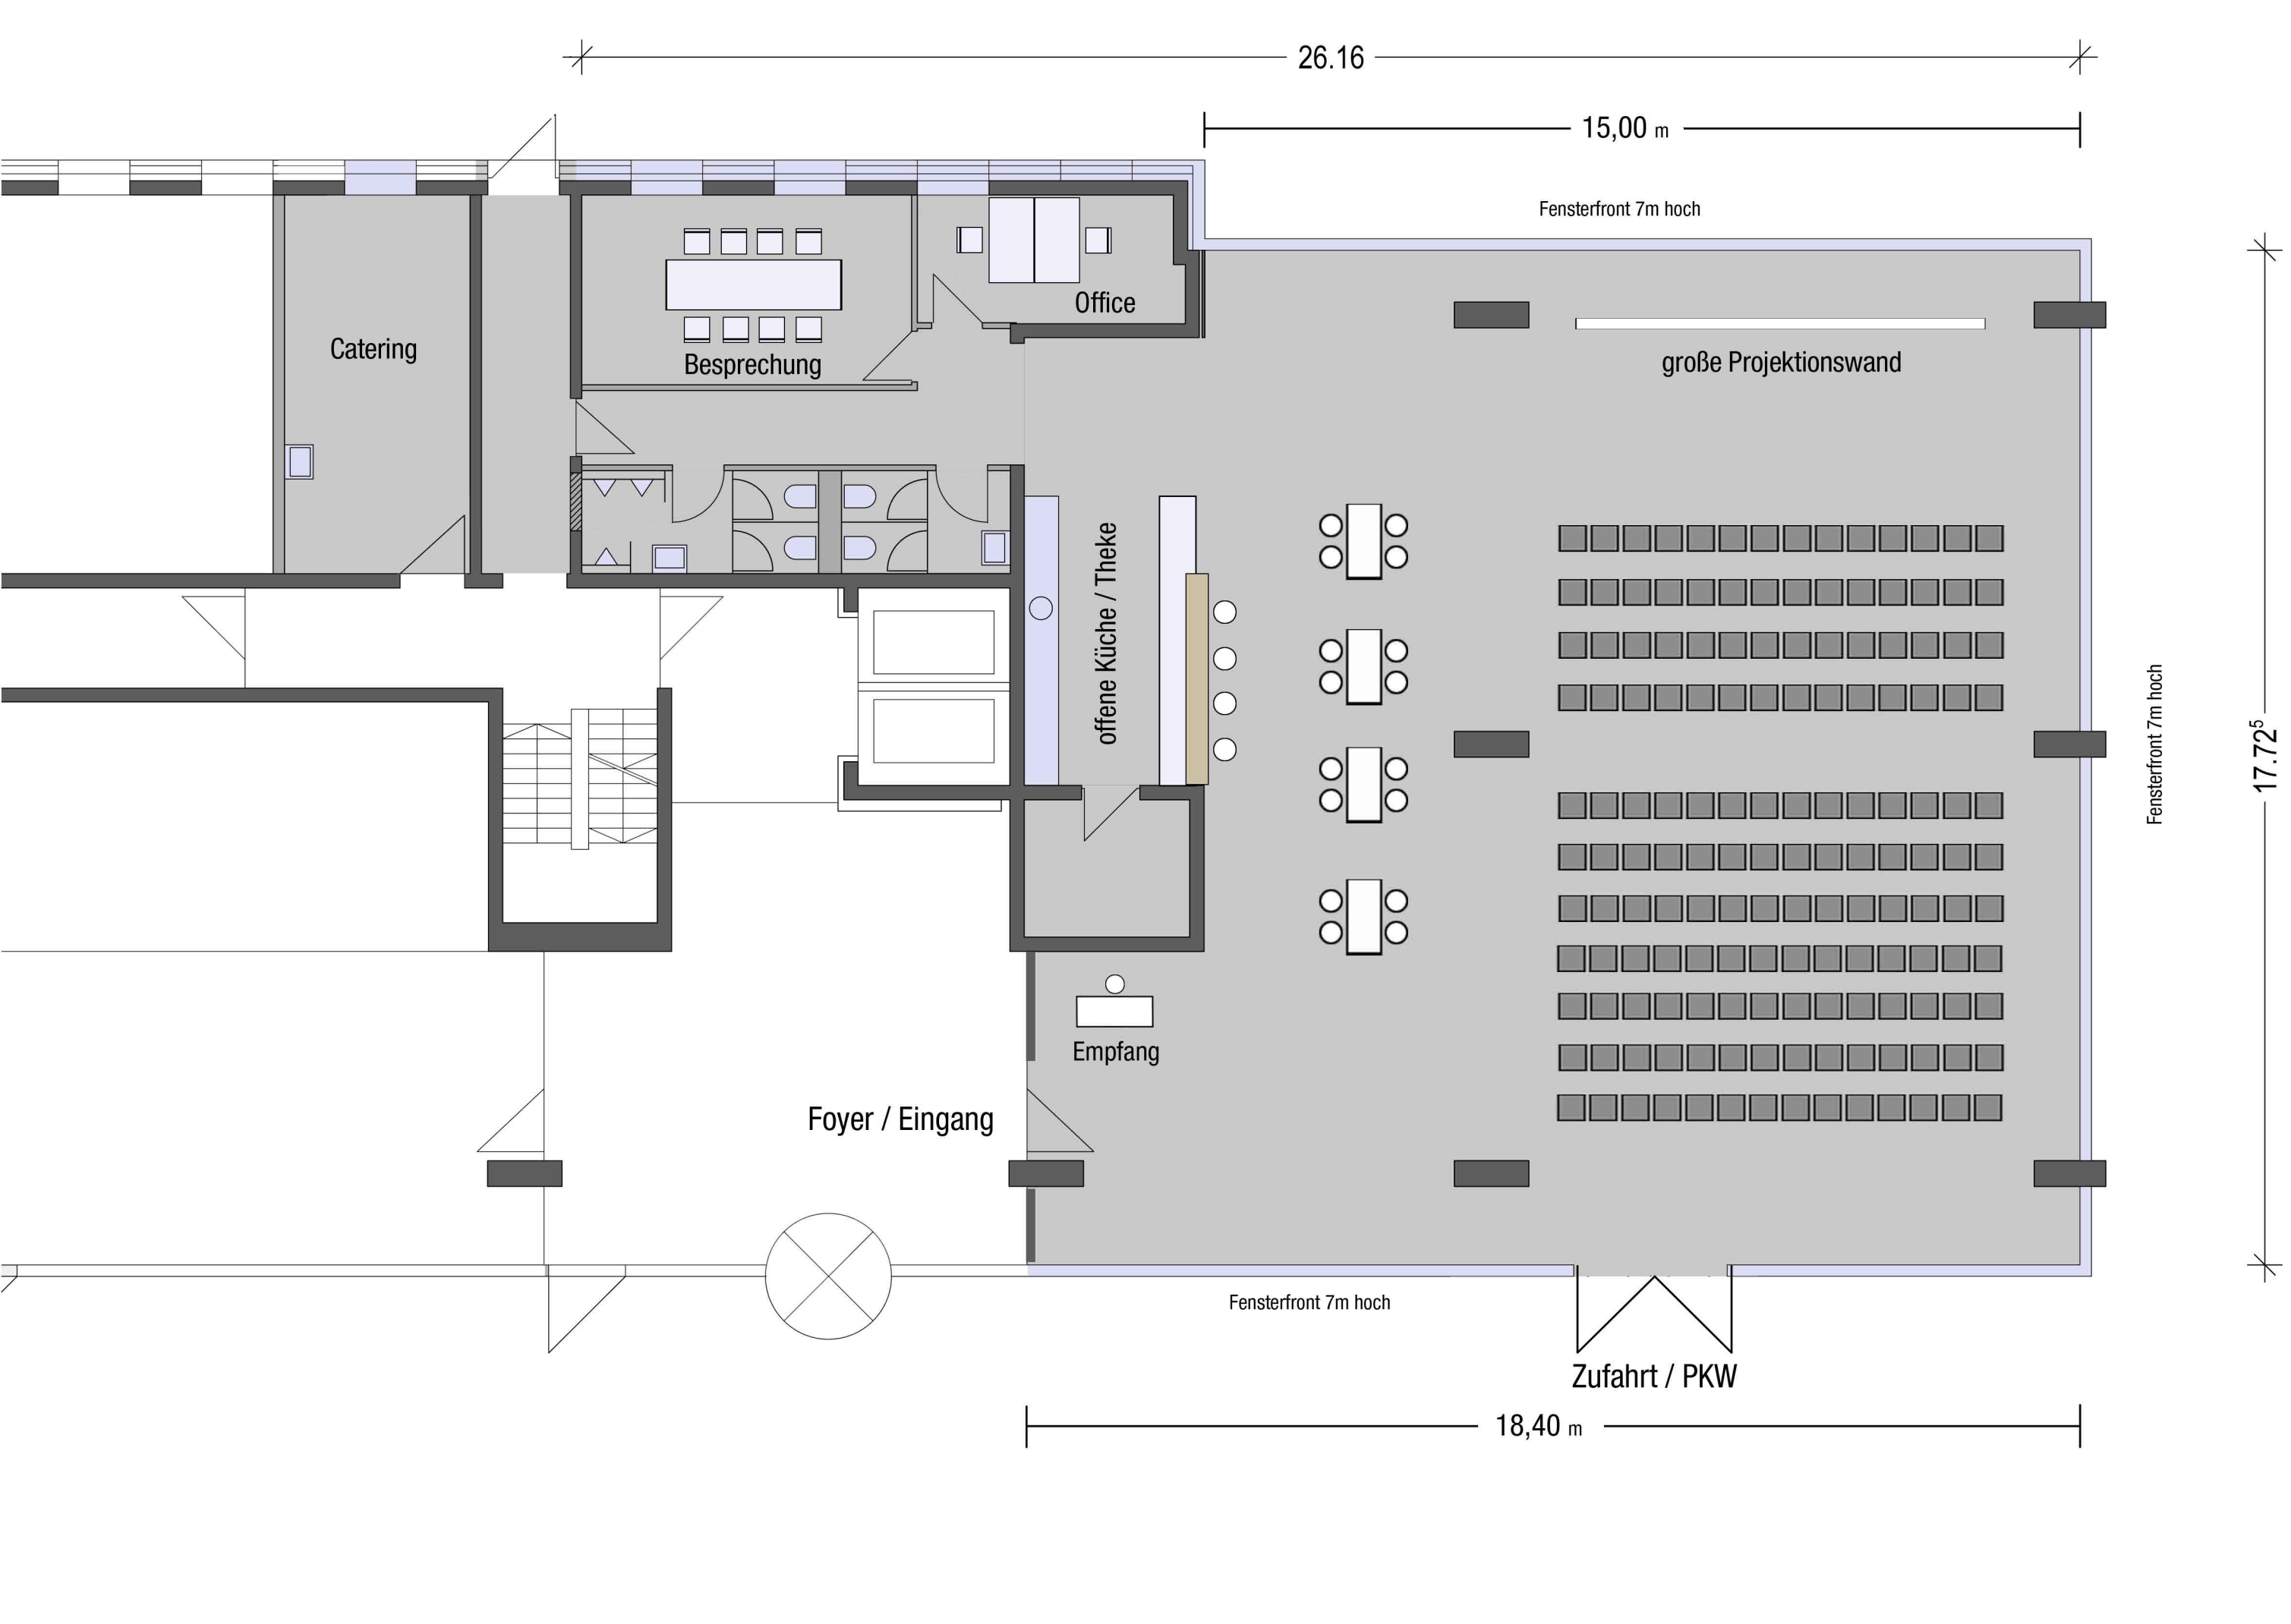 26.16
15,00 m
Fensterfront 7m hoch
Office
Catering
Besprechung
große Projektionswand
offene Küche / Theke
Fensterfront 7m hoch
17.72⁵
Empfang
Foyer / Eingang
Fensterfront 7m hoch
Zufahrt / PKW
18,40 m